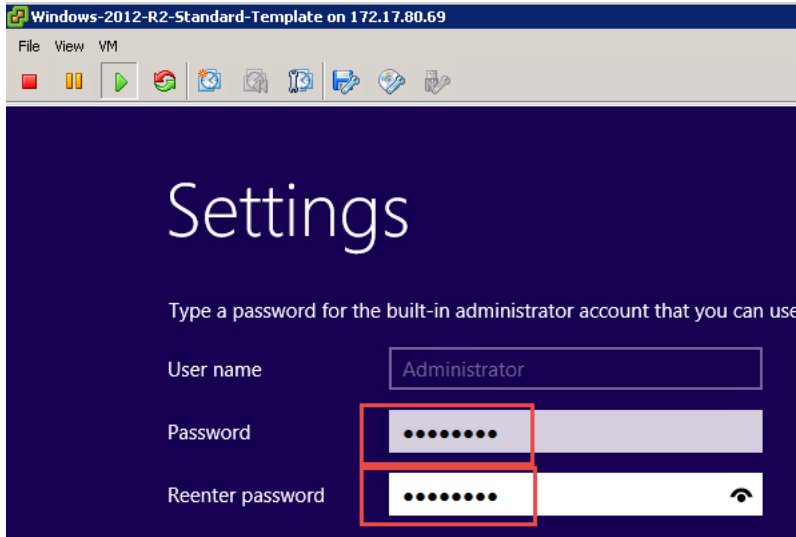 Windows-2012-R2-Standard-Template on 172.17.80.69
File View VM
Settings
Type a password for the built-in administrator account that you can use
User name Administrator
Password ••••••••
Reenter password ••••••••